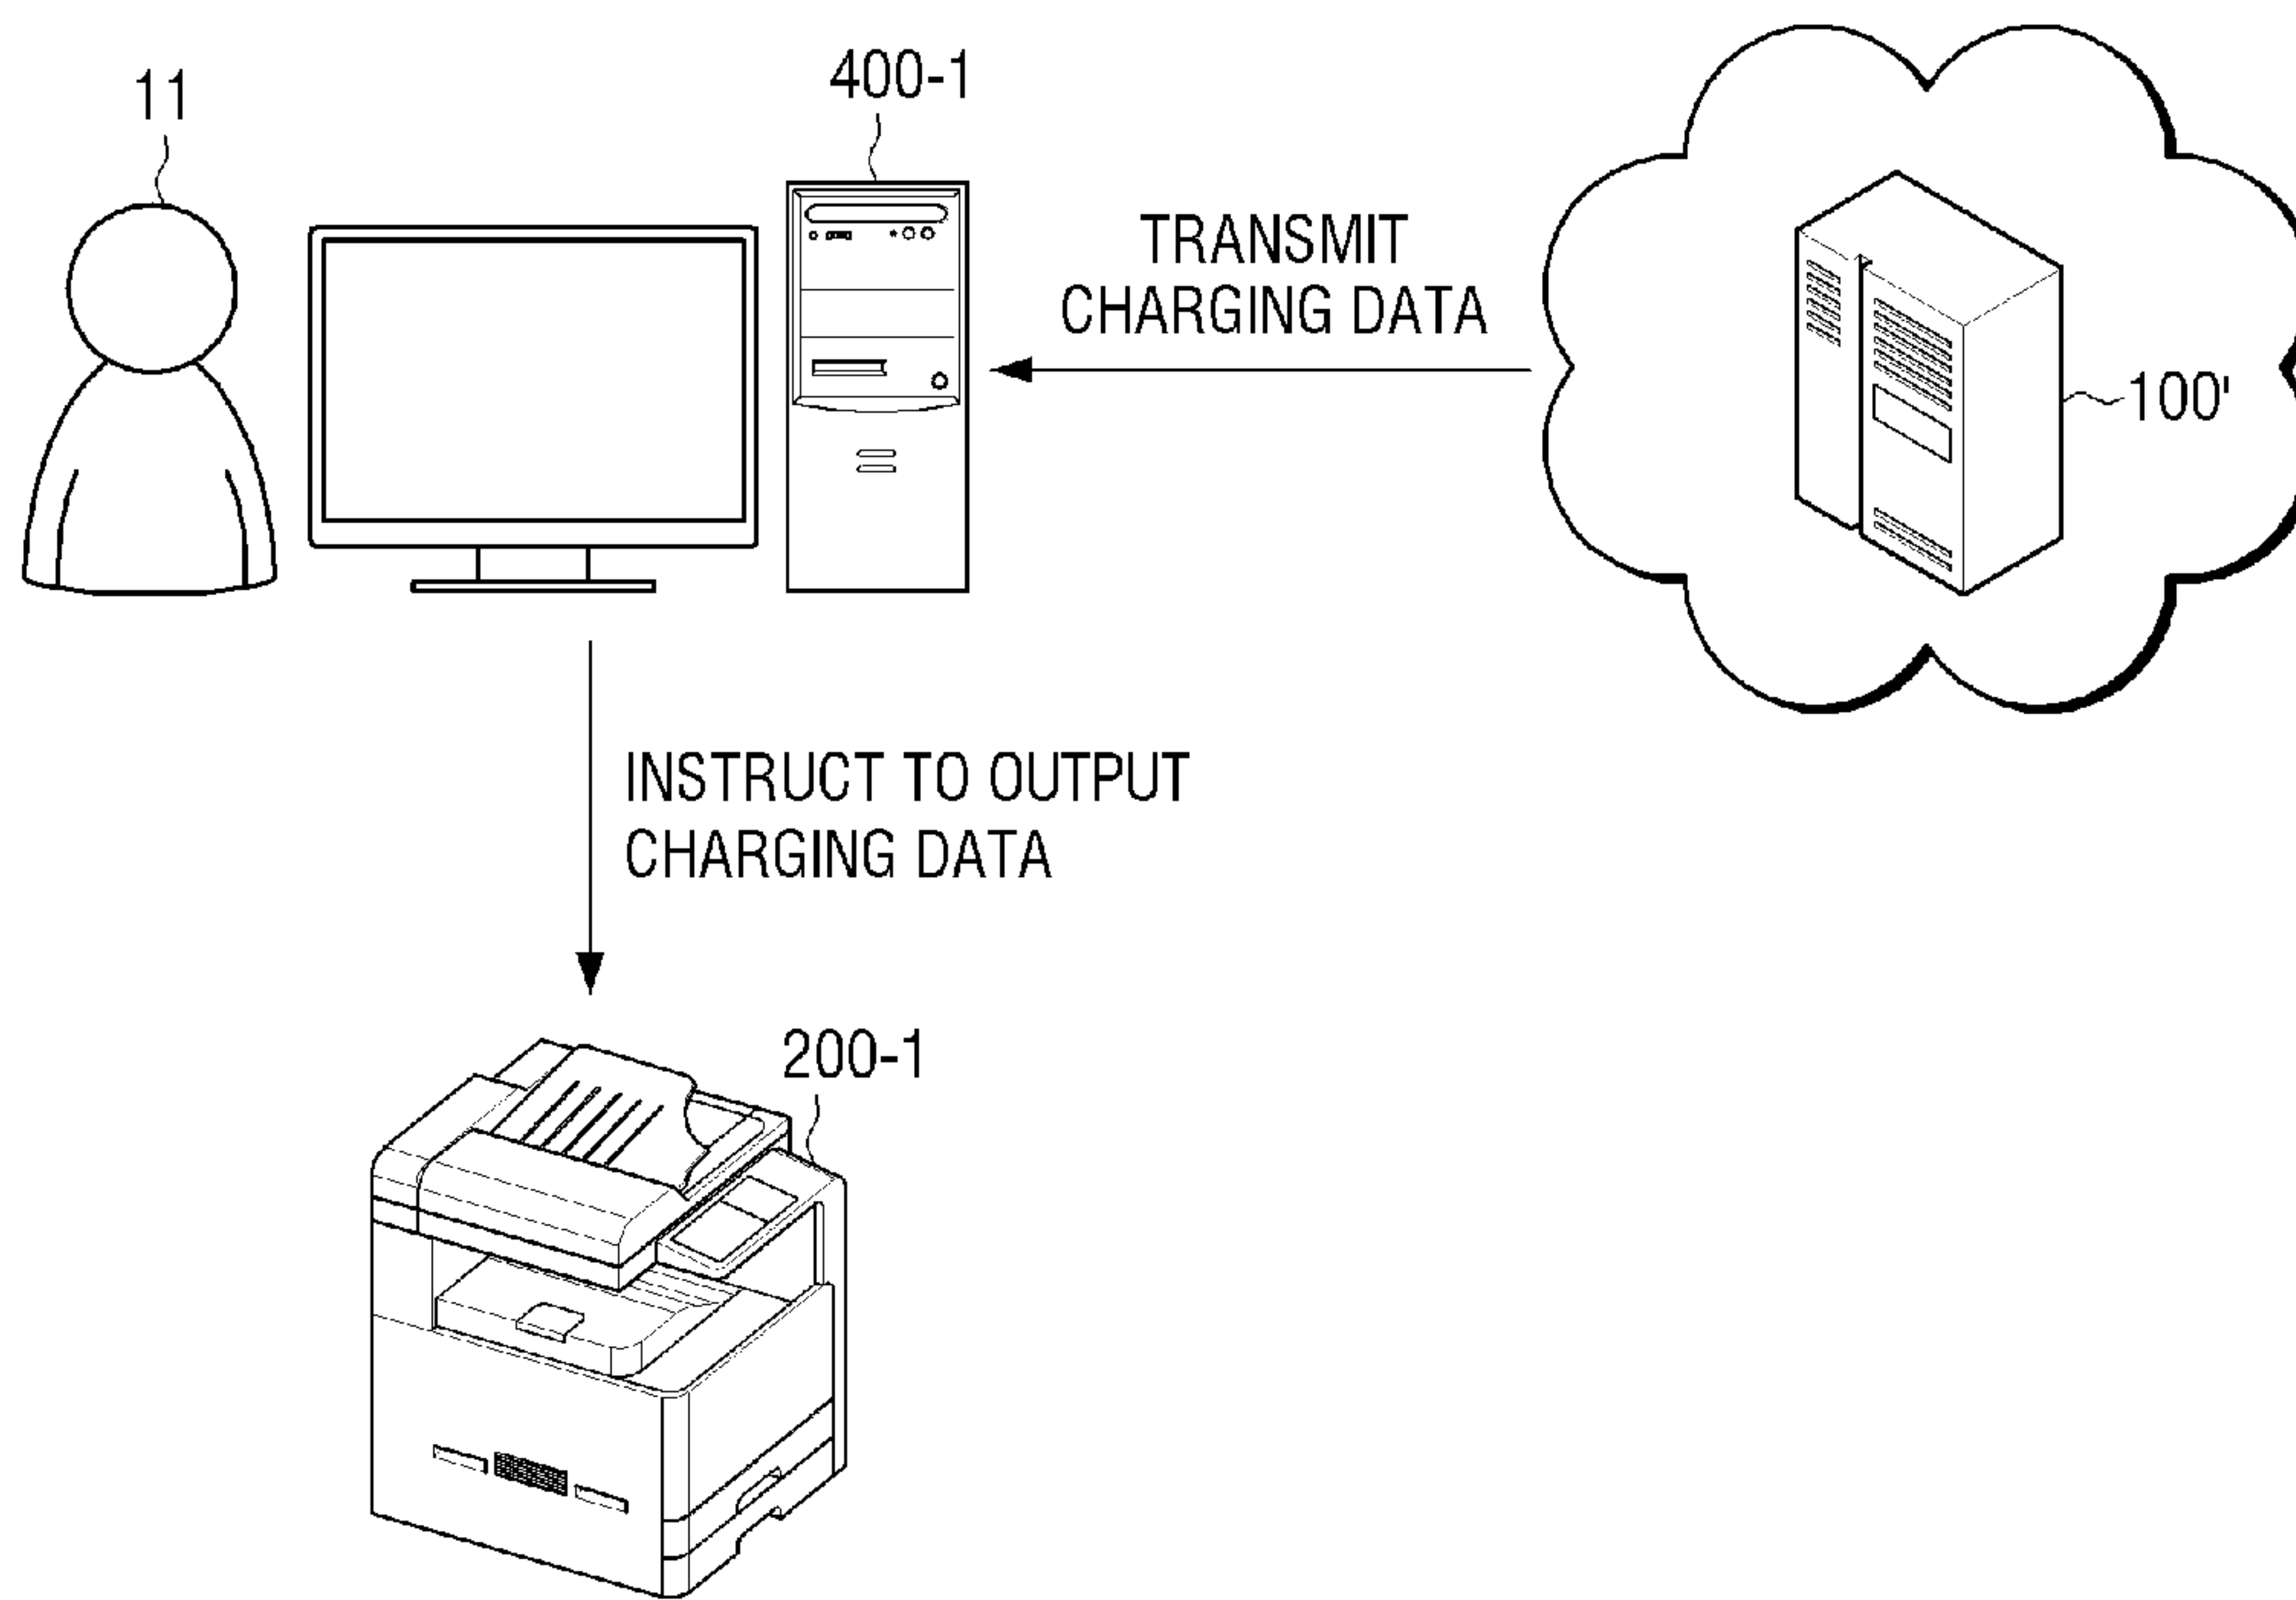 11
400-1
TRANSMIT
CHARGING DATA
100'
INSTRUCT TO OUTPUT
CHARGING DATA
200-1